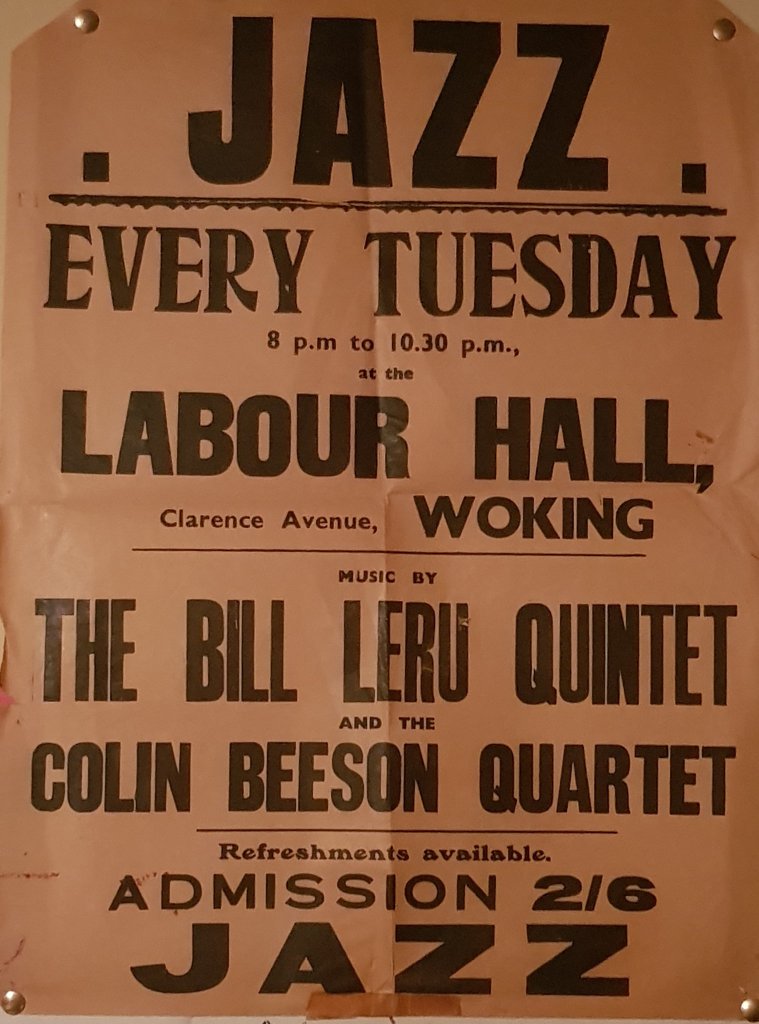 . JAZZ .
EVERY TUESDAY
8 p.m to 10.30 p.m.,
at the
LABOUR HALL,
Clarence Avenue, WOKING
MUSIC BY
THE BILL LERU QUINTET
AND THE
COLIN BEESON QUARTET
Refreshments available.
ADMISSION 2/6
JAZZ